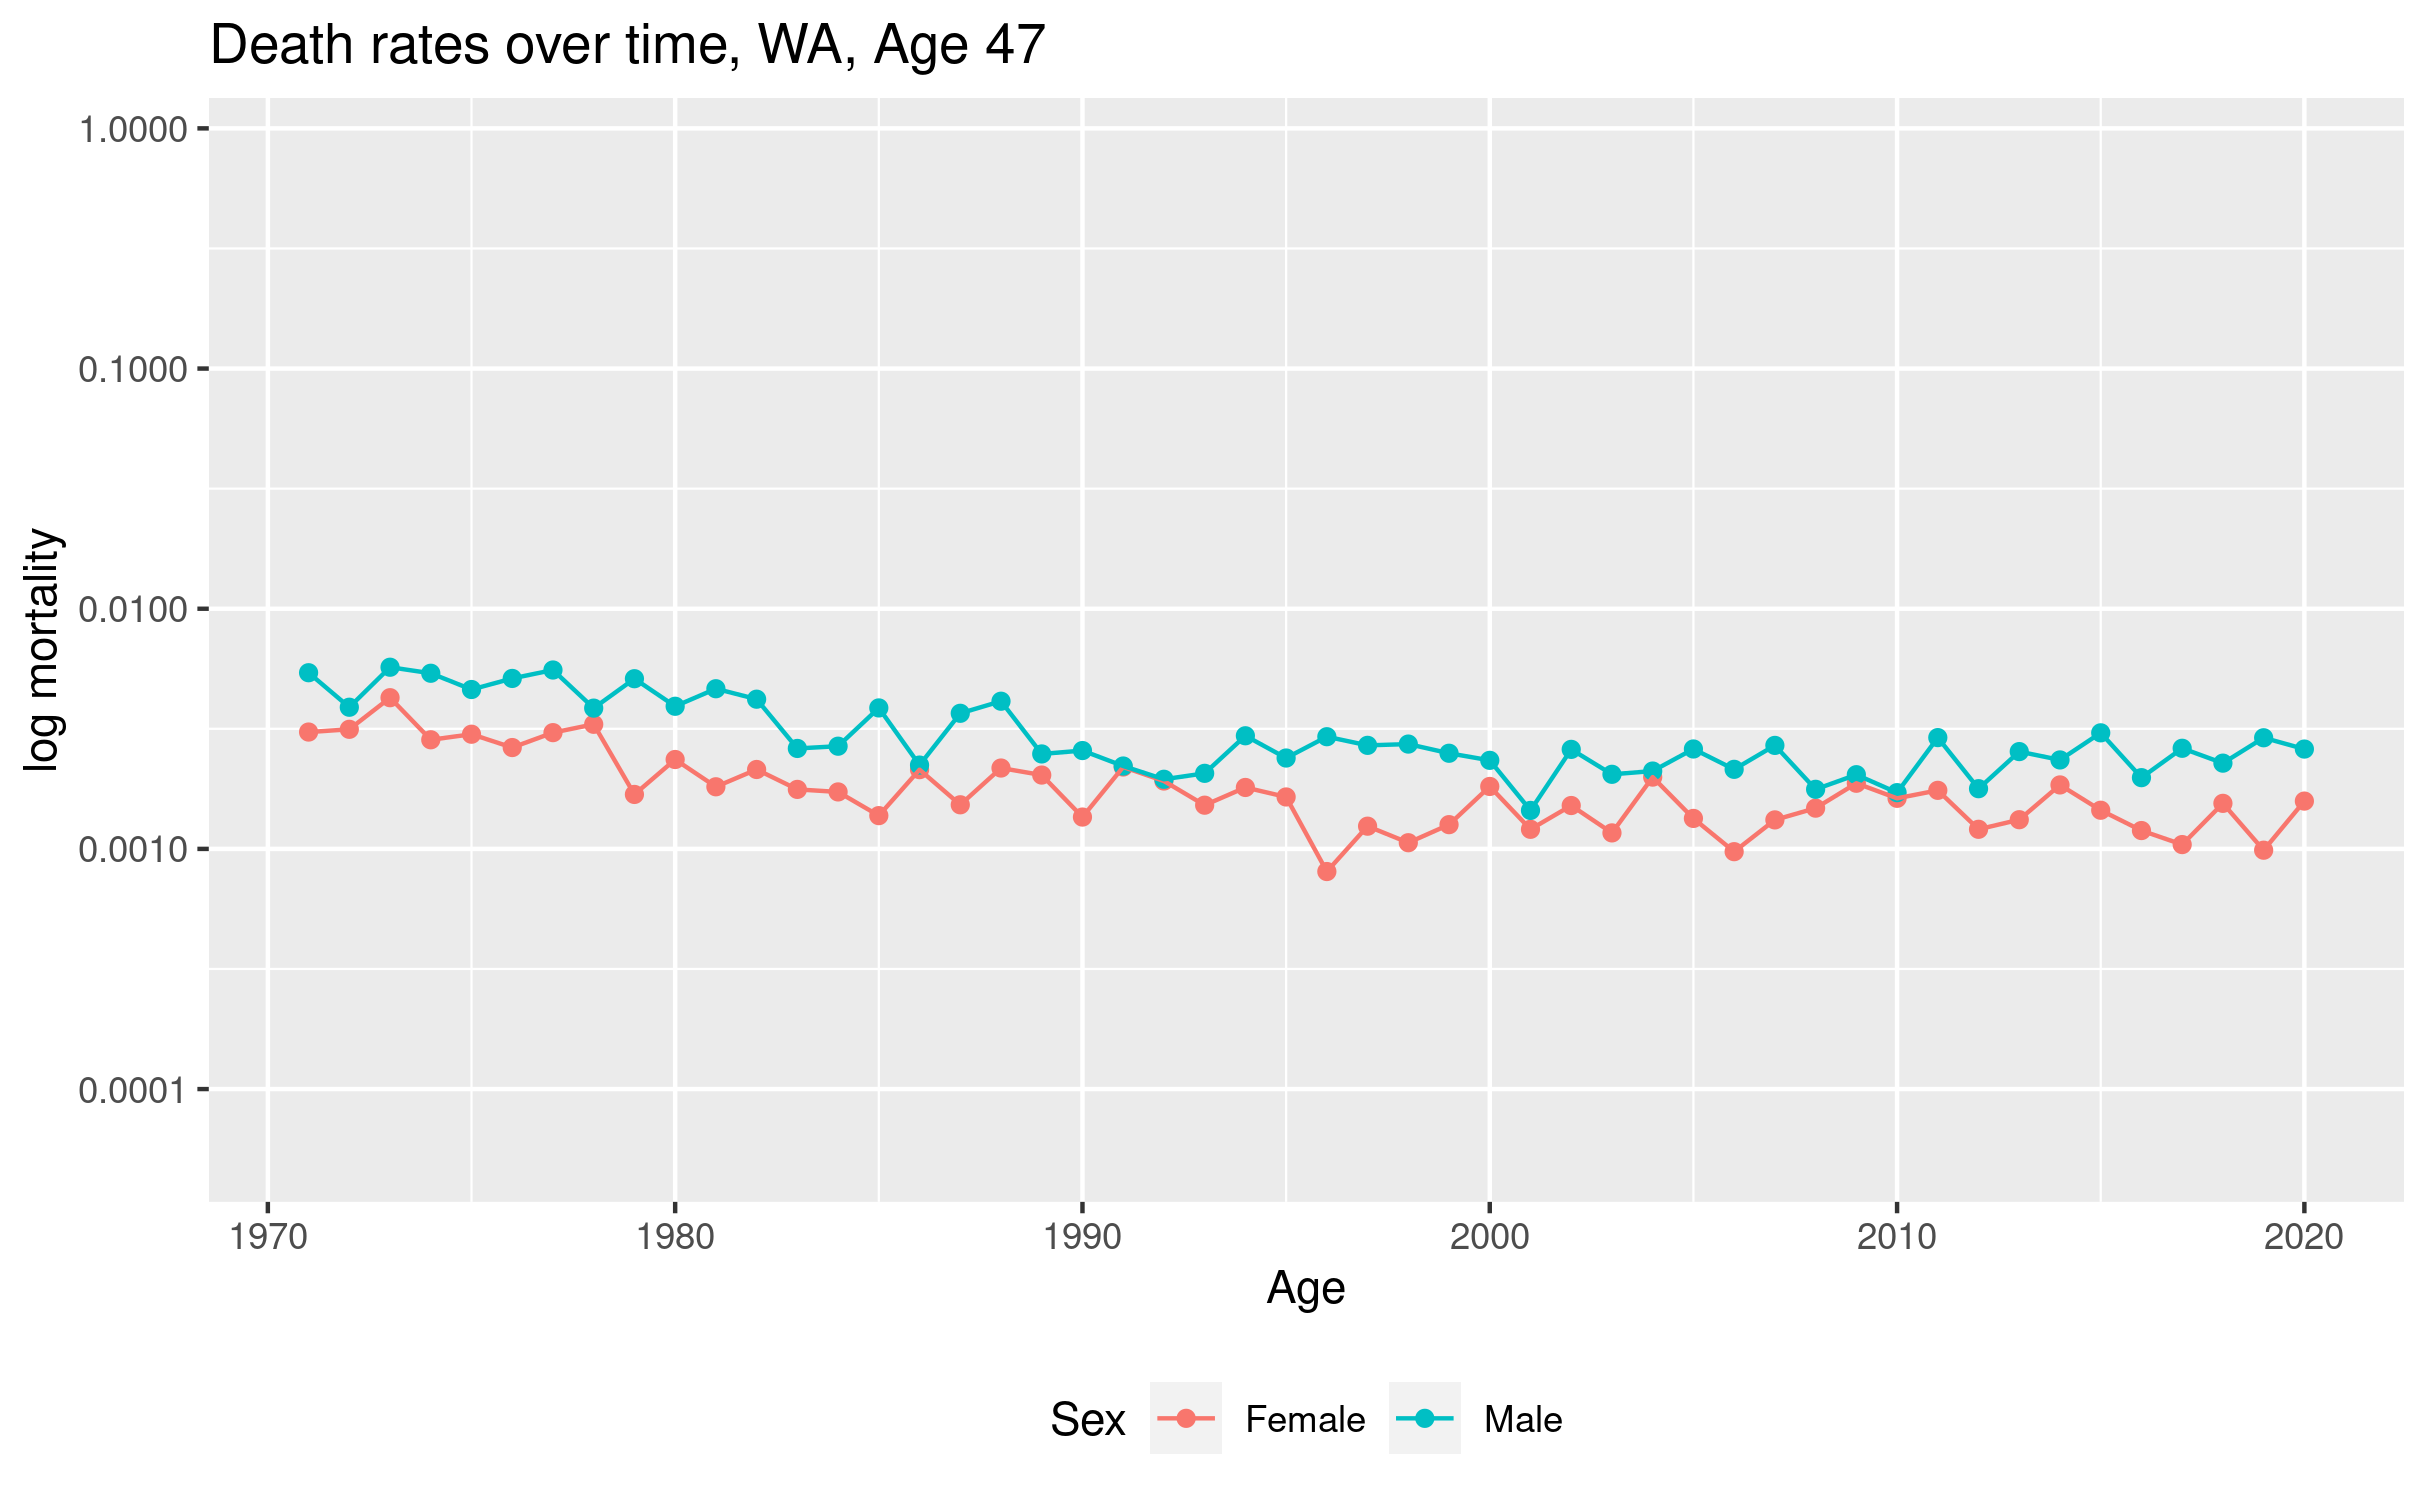 Death rates over time, WA, Age 47
log mortality
1.0000
0.1000
0.0100
0.0010
0.0001
1970 1980 1990 2000 2010 2020
Age
Sex Female Male